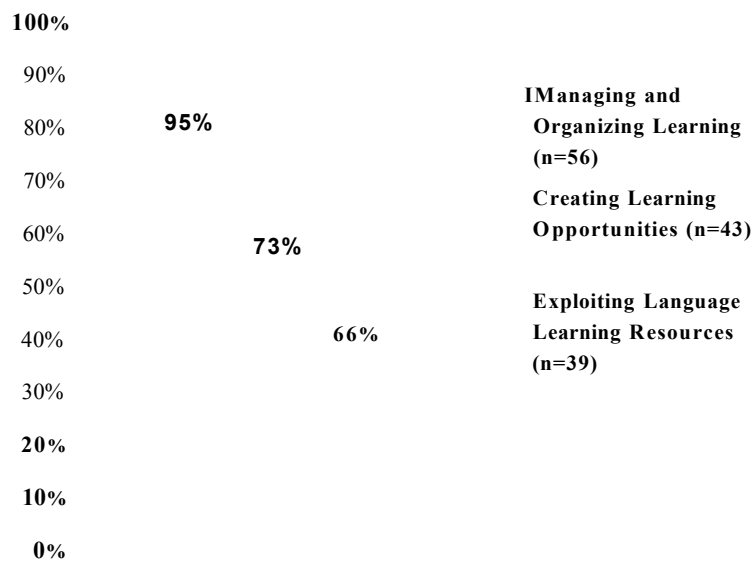 100%
90%
80%
70%
60%
50%
40%
30%
20%
10%
0%
95%
73%
66%
IManaging and
Organizing Learning
(n=56)
Creating Learning
Opportunities (n=43)
Exploiting Language
Learning Resources
(n=39)